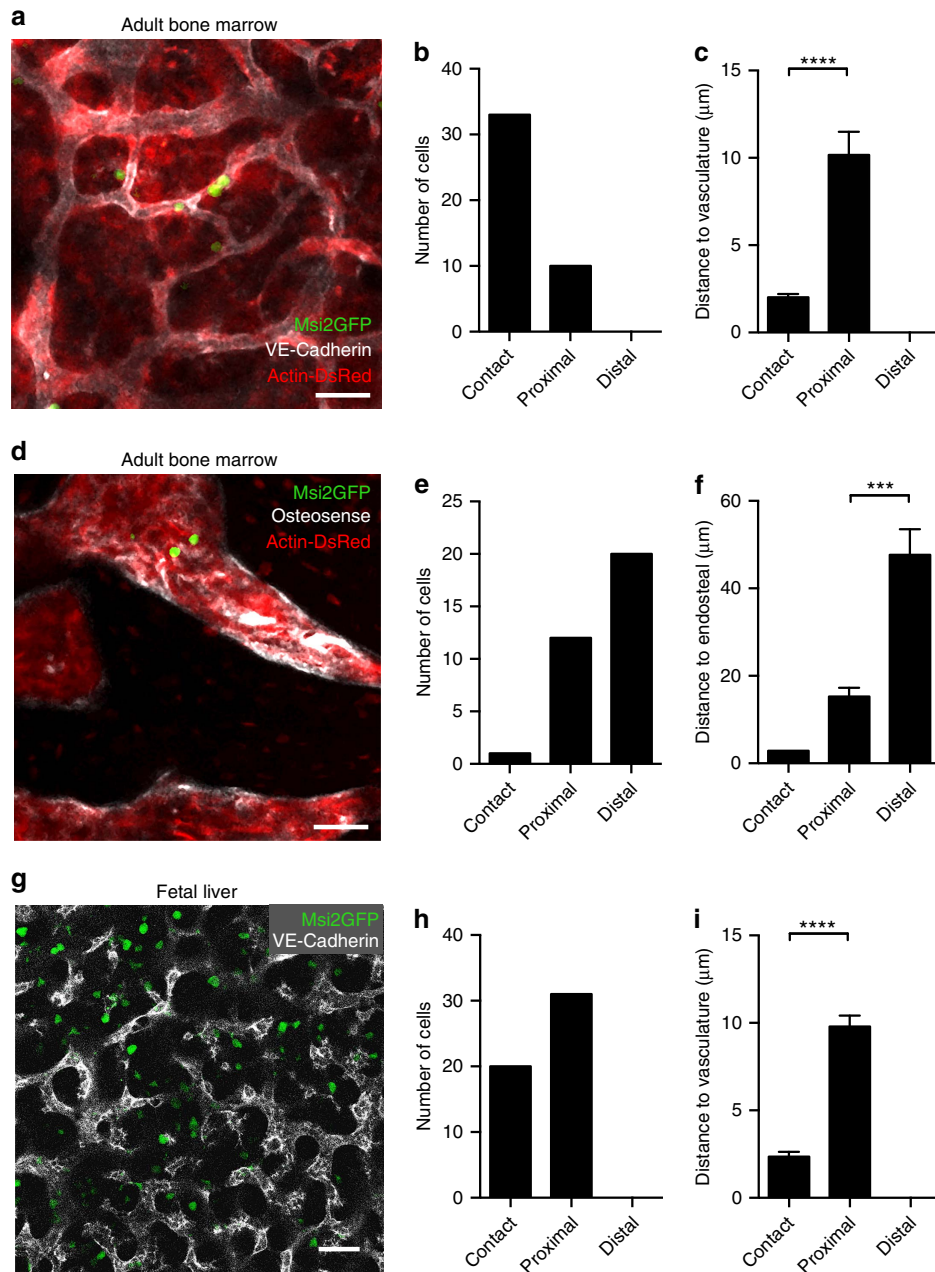 a
Adult bone marrow
Msi2GFP
VE-Cadherin
Actin-DsRed
b
Number of cells
40
30
20
10
0
Contact
Proximal
Distal
c
Distance to vasculature (µm)
15
10
5
0
****
Contact
Proximal
Distal
d
Adult bone marrow
Msi2GFP
Osteosense
Actin-DsRed
e
Number of cells
25
20
15
10
5
0
Contact
Proximal
Distal
f
Distance to endosteal (µm)
60
40
20
0
***
Contact
Proximal
Distal
g
Fetal liver
Msi2GFP
VE-Cadherin
h
Number of cells
40
30
20
10
0
Contact
Proximal
Distal
i
Distance to vasculature (µm)
15
10
5
0
****
Contact
Proximal
Distal